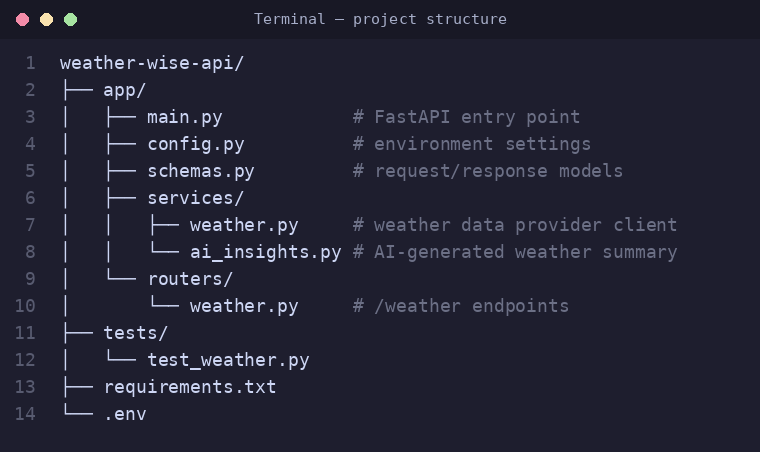 Terminal — project structure
1 weather-wise-api/
2 ├── app/
3 │   ├── main.py            # FastAPI entry point
4 │   ├── config.py          # environment settings
5 │   ├── schemas.py         # request/response models
6 │   ├── services/
7 │   │   ├── weather.py     # weather data provider client
8 │   │   └── ai_insights.py # AI-generated weather summary
9 │   └── routers/
10 │       └── weather.py     # /weather endpoints
11 ├── tests/
12 │   └── test_weather.py
13 ├── requirements.txt
14 └── .env